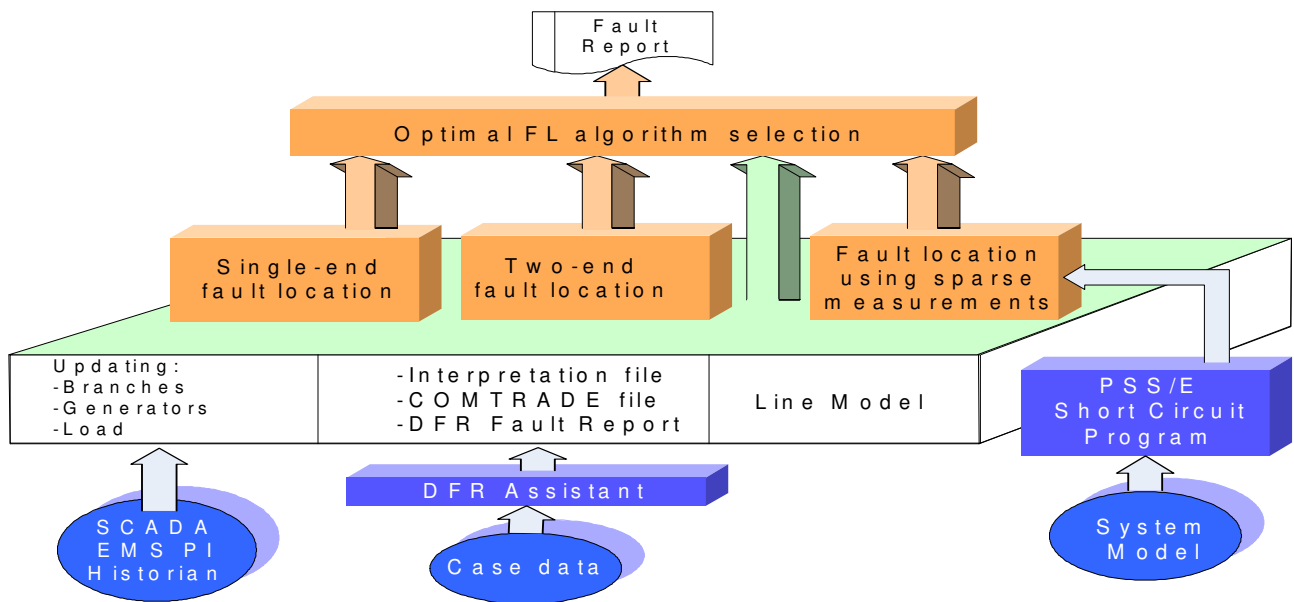 Fault
Report
Optimal FL algorithm selection
Single-end
fault location
Two-end
fault location
Fault location
using sparse
measurements
Updating:
-Branches
-Generators
-Load
-Interpretation file
-COMTRADE file
-DFR Fault Report
Line Model
PSS/E
Short Circuit
Program
DFR Assistant
SCADA
EMS PI
Historian
Case data
System
Model